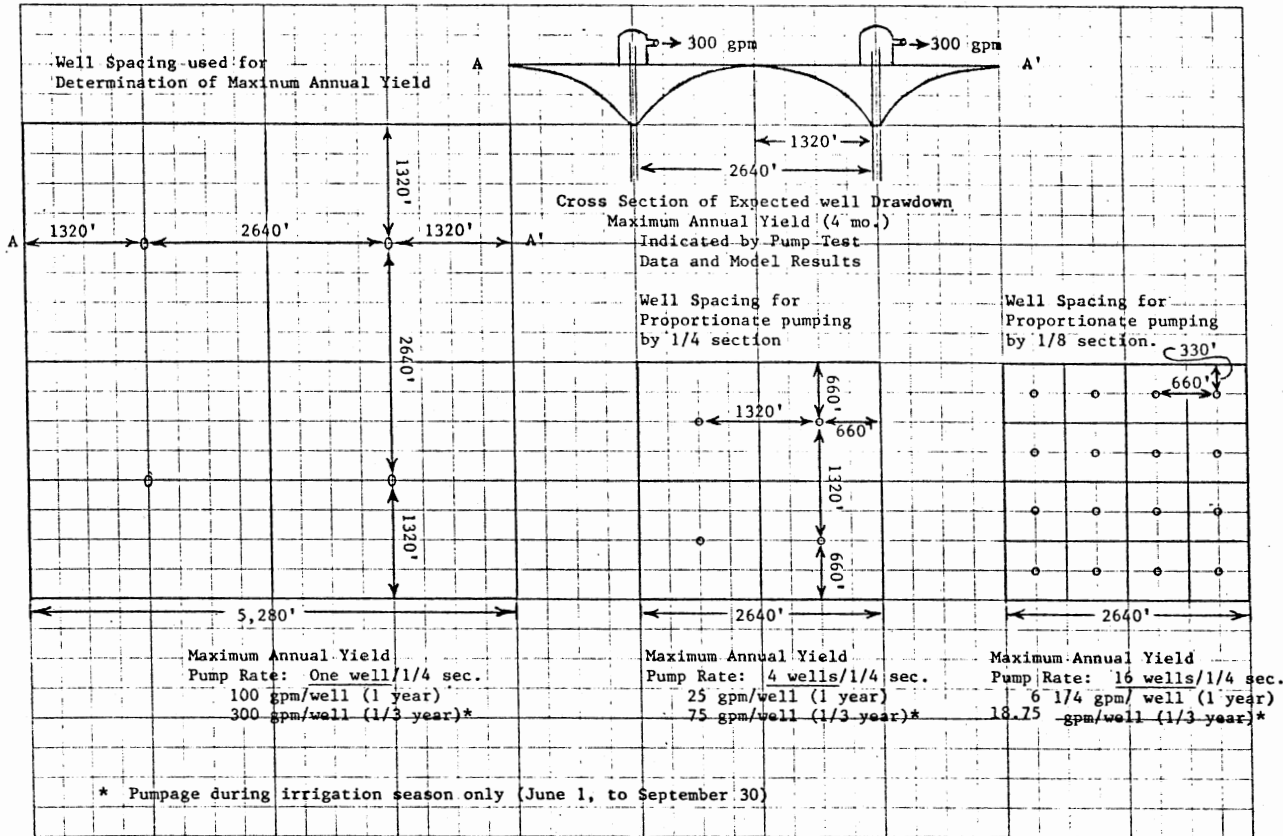 Well Spacing used for
Determination of Maxinum Annual Yield
A
300 gpm
300 gpm
A'
1320'
2640'
Cross Section of Expected well Drawdown
Maximum Annual Yield (4 mo.)
Indicated by Pump Test
Data and Model Results
1320'
A
1320'
2640'
1320'
A'
2640'
1320'
5,280'
Maximum Annual Yield
Pump Rate: One well/1/4 sec.
100 gpm/well (1 year)
300 gpm/well (1/3 year)*
Well Spacing for
Proportionate pumping
by 1/4 section
660'
1320'
660'
1320'
660'
2640'
Maximum Annual Yield
Pump Rate: 4 wells/1/4 sec.
25 gpm/well (1 year)
75 gpm/well (1/3 year)*
Well Spacing for
Proportionate pumping
by 1/8 section.
330'
660'
2640'
Maximum Annual Yield
Pump Rate: 16 wells/1/4 sec.
6 1/4 gpm/ well (1 year)
18.75 gpm/well (1/3 year)*
* Pumpage during irrigation season only (June 1, to September 30)